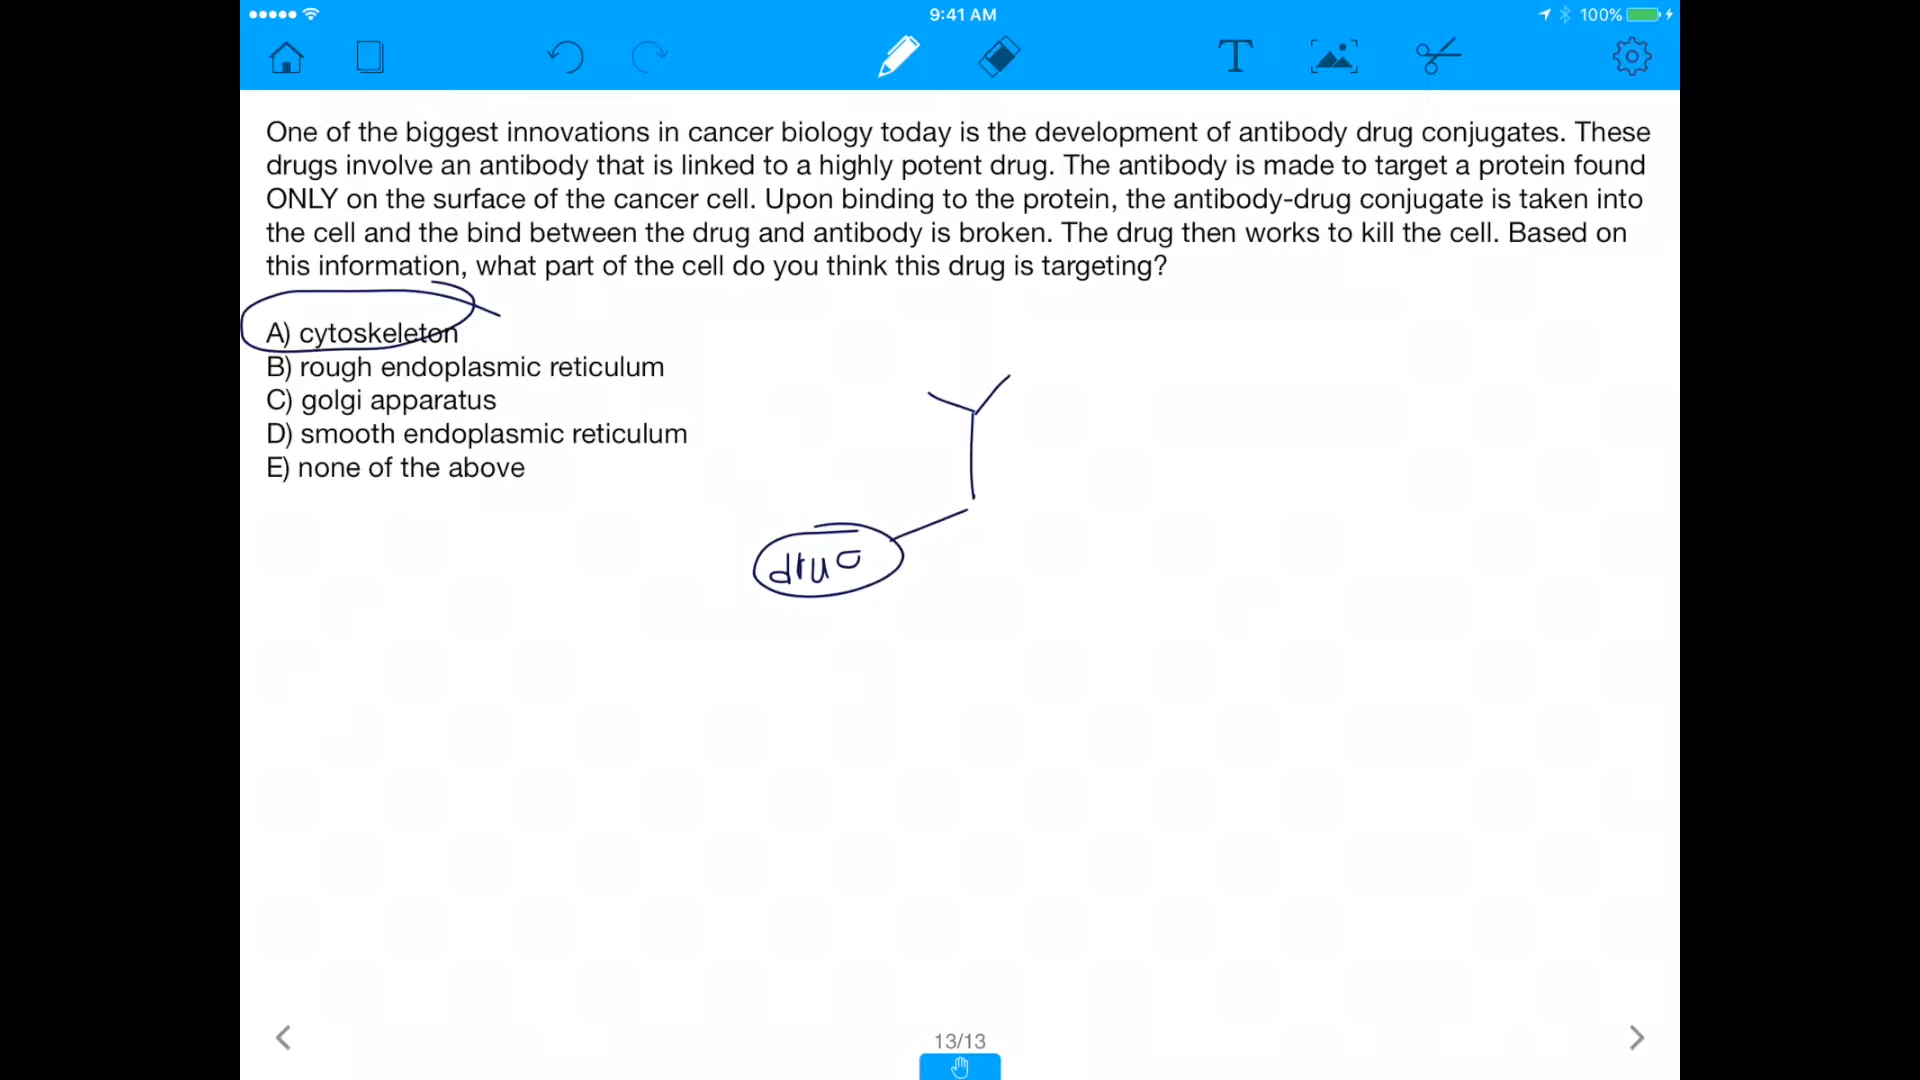 9:41 AM
100%
T
One of the biggest innovations in cancer biology today is the development of antibody drug conjugates. These
drugs involve an antibody that is linked to a highly potent drug. The antibody is made to target a protein found
ONLY on the surface of the cancer cell. Upon binding to the protein, the antibody-drug conjugate is taken into
the cell and the bind between the drug and antibody is broken. The drug then works to kill the cell. Based on
this information, what part of the cell do you think this drug is targeting?
A) cytoskeleton
B) rough endoplasmic reticulum
C) golgi apparatus
D) smooth endoplasmic reticulum
E) none of the above
drug
13/13